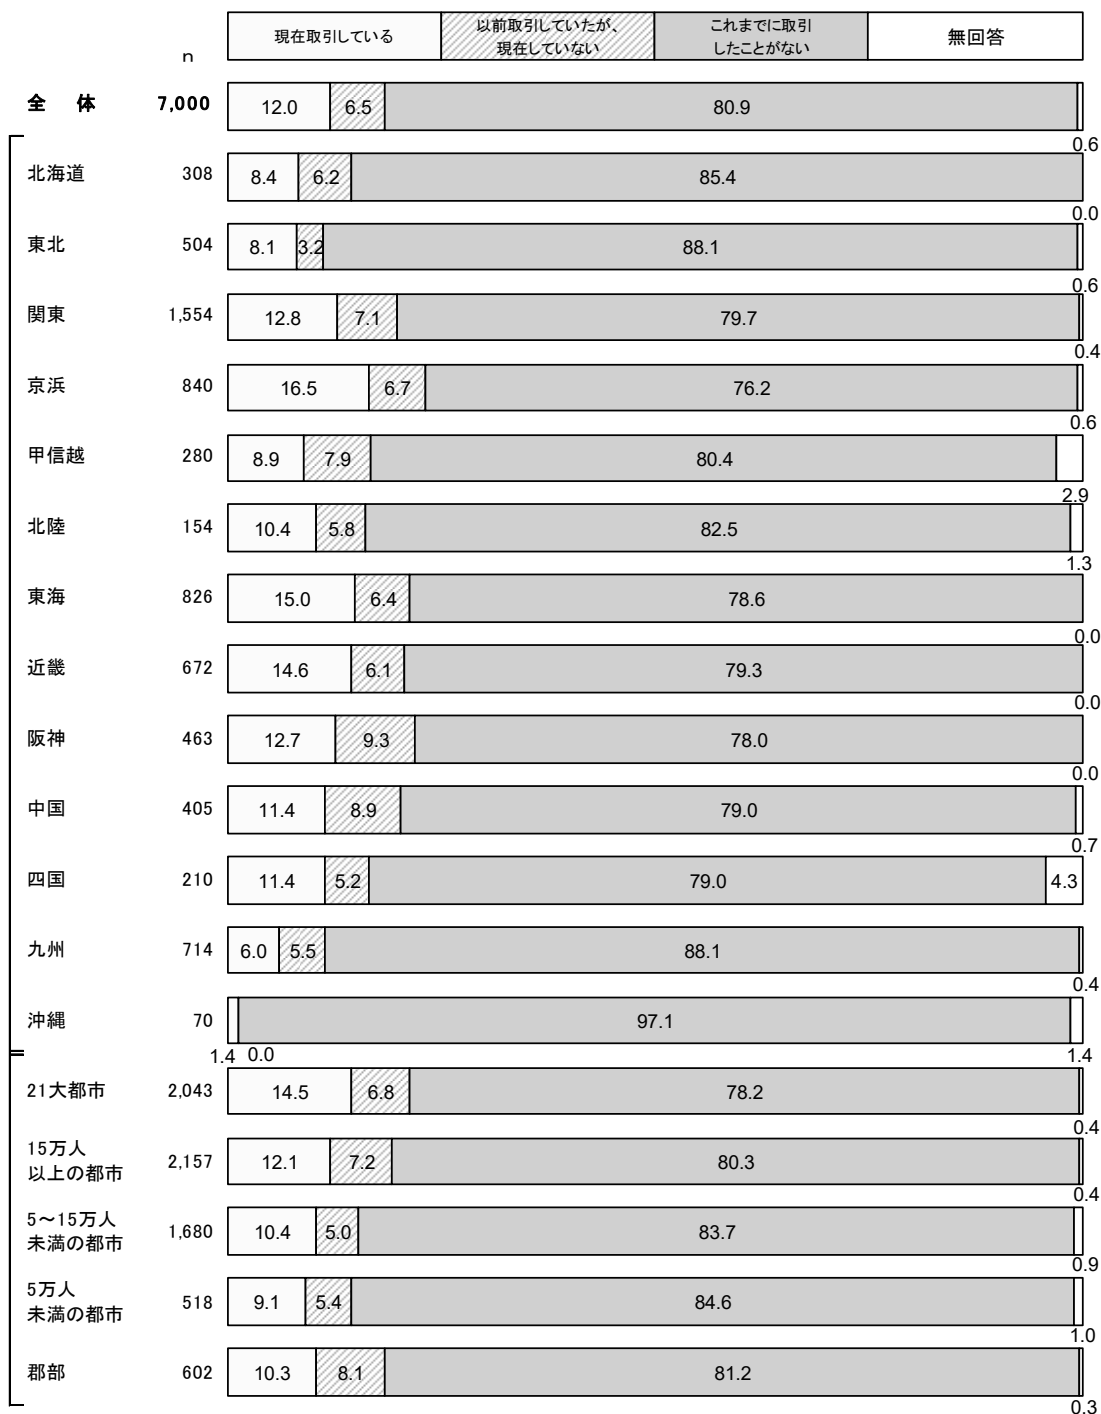 現在取引している
以前取引していたが、
現在していない
これまでに取引
したことがない
無回答
n
全 体 7,000 12.0 6.5 80.9
0.6
北海道 308 8.4 6.2 85.4
0.0
東北 504 8.1 3.2 88.1
0.6
関東 1,554 12.8 7.1 79.7
0.4
京浜 840 16.5 6.7 76.2
0.6
甲信越 280 8.9 7.9 80.4
2.9
北陸 154 10.4 5.8 82.5
1.3
東海 826 15.0 6.4 78.6
0.0
近畿 672 14.6 6.1 79.3
0.0
阪神 463 12.7 9.3 78.0
0.0
中国 405 11.4 8.9 79.0
0.7
四国 210 11.4 5.2 79.0 4.3
九州 714 6.0 5.5 88.1
0.4
沖縄 70 97.1
1.4 0.0 1.4
21大都市 2,043 14.5 6.8 78.2
0.4
15万人
以上の都市 2,157 12.1 7.2 80.3
0.4
5～15万人
未満の都市 1,680 10.4 5.0 83.7
0.9
5万人
未満の都市 518 9.1 5.4 84.6
1.0
郡部 602 10.3 8.1 81.2
0.3